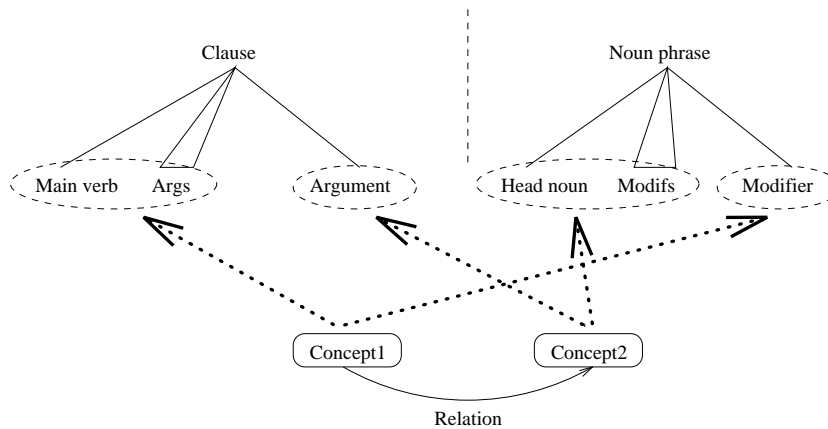 Clause
Noun phrase
Main verb Args
Argument
Head noun Modifs
Modifier
Concept1
Concept2
Relation